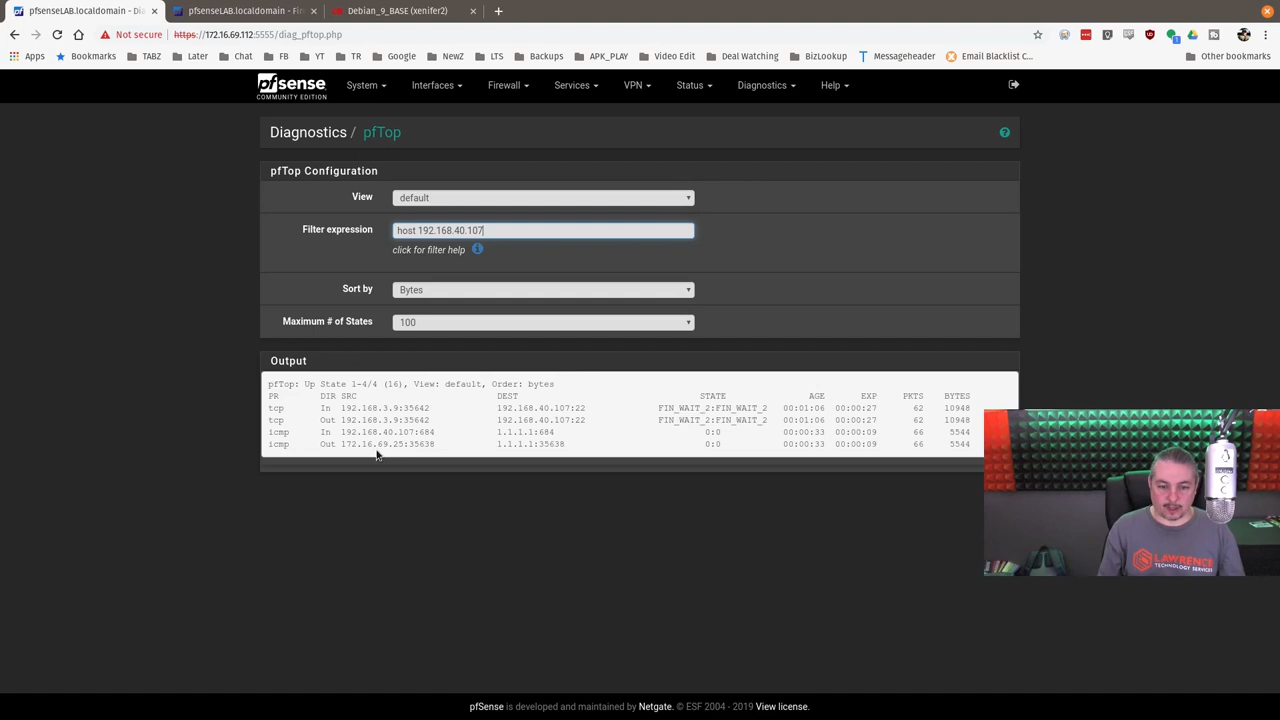 pfsenseLAB.localdomain - Dia
pfsenseLAB.localdomain - Fire
Debian_9_BASE (xenifer2)
Not secure
https://172.16.69.112:5555/diag_pftop.php
Apps
Bookmarks
TABZ
Later
Chat
FB
YT
TR
Google
NewZ
LTS
Backups
APK_PLAY
Video Edit
Deal Watching
BizLookup
Messageheader
Email Blacklist C...
Other bookmarks
pfsense
COMMUNITY EDITION
System
Interfaces
Firewall
Services
VPN
Status
Diagnostics
Help
Diagnostics / pfTop
pfTop Configuration
View
default
Filter expression
host 192.168.40.107
click for filter help
Sort by
Bytes
Maximum # of States
100
Output
pfTop: Up State 1-4/4 (16), View: default, Order: bytes
PR DIR SRC DEST STATE AGE EXP PKTS BYTES
tcp In 192.168.3.9:35642 192.168.40.107:22 FIN_WAIT_2:FIN_WAIT_2 00:01:06 00:00:27 62 10948
tcp Out 192.168.3.9:35642 192.168.40.107:22 FIN_WAIT_2:FIN_WAIT_2 00:01:06 00:00:27 62 10948
icmp In 192.168.40.107:684 1.1.1.1:684 0:0 00:00:33 00:00:09 66 5544
icmp Out 172.16.69.25:35638 1.1.1.1:35638 0:0 00:00:33 00:00:09 66 5544
LAWRENCE
TECHNOLOGY SERVICES
pfSense is developed and maintained by Netgate. © ESF 2004 - 2019 View license.